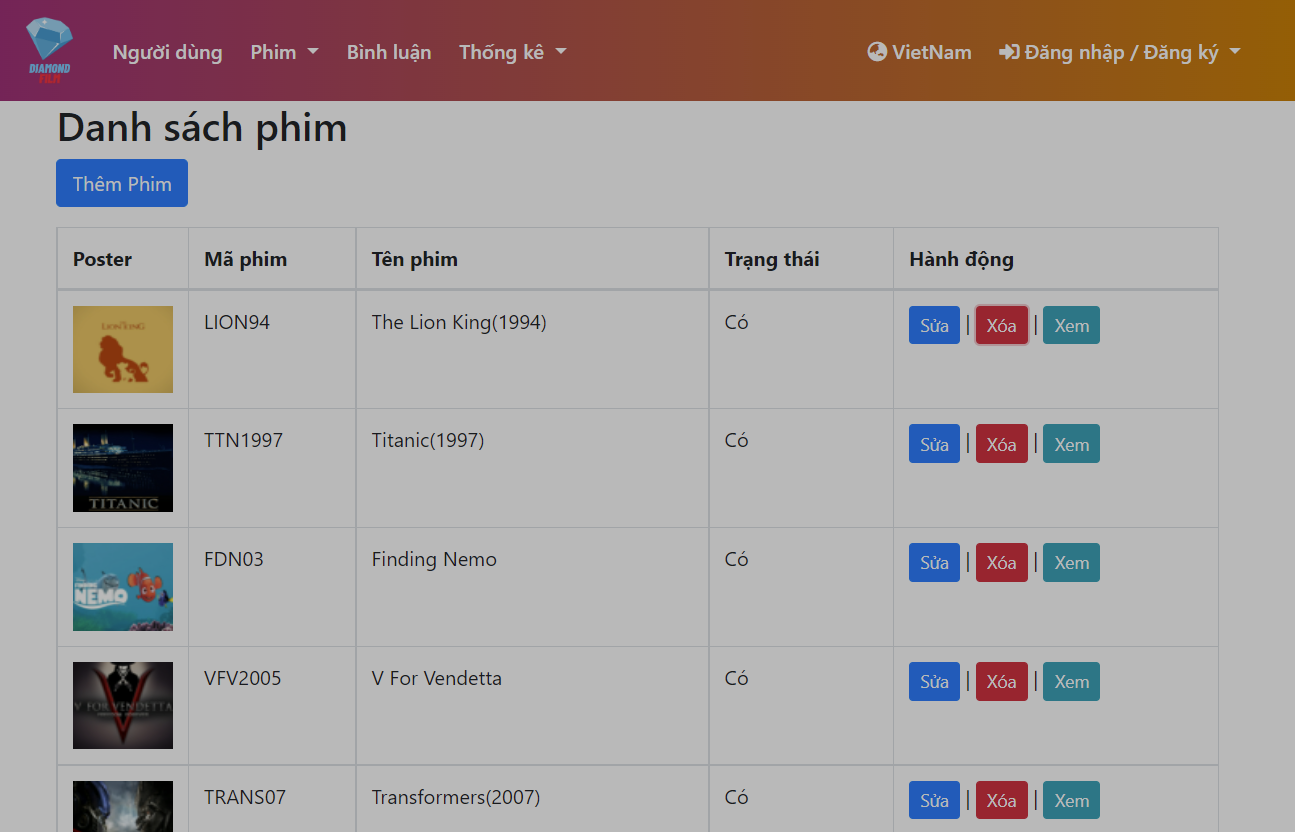 DIAMOND
FILM
Người dùng Phim Bình luận Thống kê VietNam Đăng nhập / Đăng ký
Danh sách phim
Thêm Phim
Poster Mã phim Tên phim Trạng thái Hành động
LION KING
LION94 The Lion King(1994) Có Sửa | Xóa | Xem
TTN1997 Titanic(1997) Có Sửa | Xóa | Xem
TITANIC
FDN03 Finding Nemo Có Sửa | Xóa | Xem
FINDING
NEMO
VFV2005 V For Vendetta Có Sửa | Xóa | Xem
V FOR VENDETTA
TRANS07 Transformers(2007) Có Sửa | Xóa | Xem